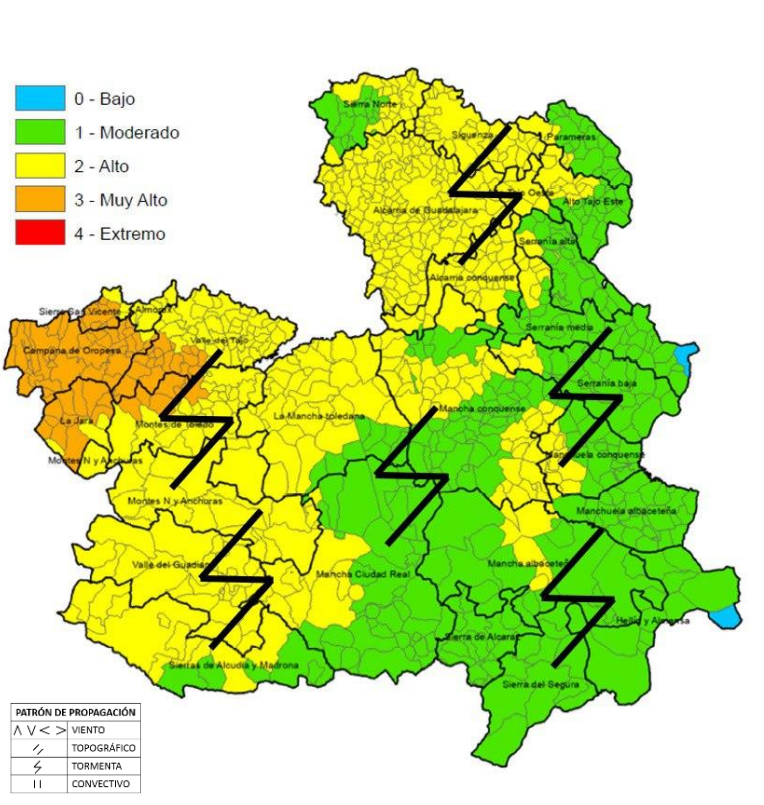 0 - Bajo
1 - Moderado
2 - Alto
3 - Muy Alto
4 - Extremo
Sierra Norte
Sigüenza
Parameras
Tajo Oeste
Alto Tajo Este
Alcarria de Guadalajara
Serranía alta
Alcarria conquense
Sierra San Vicente
Almorox
Serranía media
Valle del Tajo
Campana de Oropesa
Serranía baja
La Jara
La Mancha toledana
Mancha conquense
Montes de Toledo
Manchuela conquense
Montes N y Anchuras
Montes N y Anchuras
Manchuela albaceteña
Valle del Guadiana
Mancha Ciudad Real
Mancha albaceteña
Hellín y Almansa
Sierra de Alcaraz
Sierras de Alcudia y Madrona
Sierra del Segura
PATRÓN DE PROPAGACIÓN
Λ V < > VIENTO
TOPOGRÁFICO
TORMENTA
CONVECTIVO